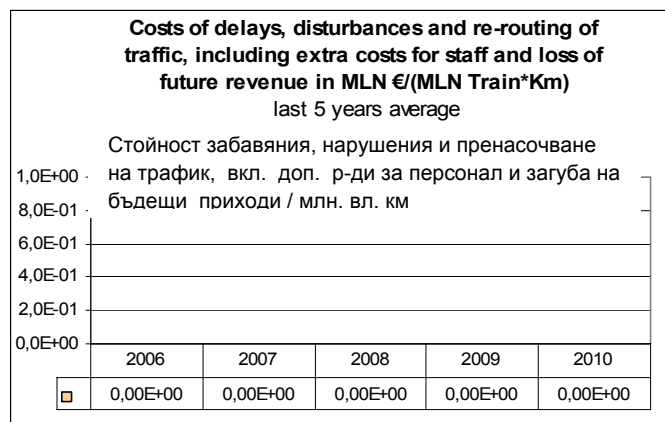 Costs of delays, disturbances and re-routing of
traffic, including extra costs for staff and loss of
future revenue in MLN €/(MLN Train*Km)
last 5 years average
Стойност забавяния, нарушения и пренасочване
на трафик, вкл. доп. р-ди за персонал и загуба на
бъдещи приходи / млн. вл. км
1,0E+00
8,0E-01
6,0E-01
4,0E-01
2,0E-01
0,0E+00
2006 2007 2008 2009 2010
0,00E+00 0,00E+00 0,00E+00 0,00E+00 0,00E+00